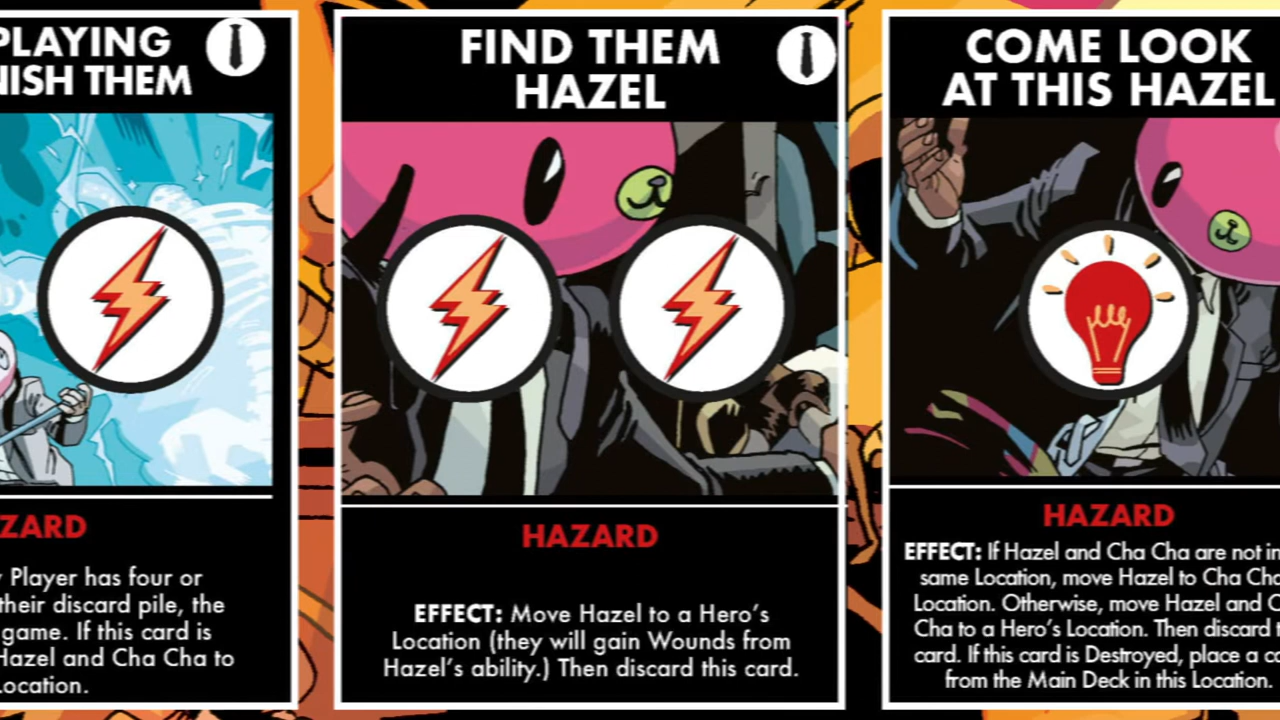 PLAYING
NISH THEM
ZARD
Player has four or
their discard pile, the
game. If this card is
Hazel and Cha Cha to
Location.
FIND THEM
HAZEL
HAZARD
EFFECT: Move Hazel to a Hero's
Location (they will gain Wounds from
Hazel's ability.) Then discard this card.
COME LOOK
AT THIS HAZEL
HAZARD
EFFECT: If Hazel and Cha Cha are not in
same Location, move Hazel to Cha Cha
Location. Otherwise, move Hazel and C
Cha to a Hero's Location. Then discard t
card. If this card is Destroyed, place a ca
from the Main Deck in this Location.